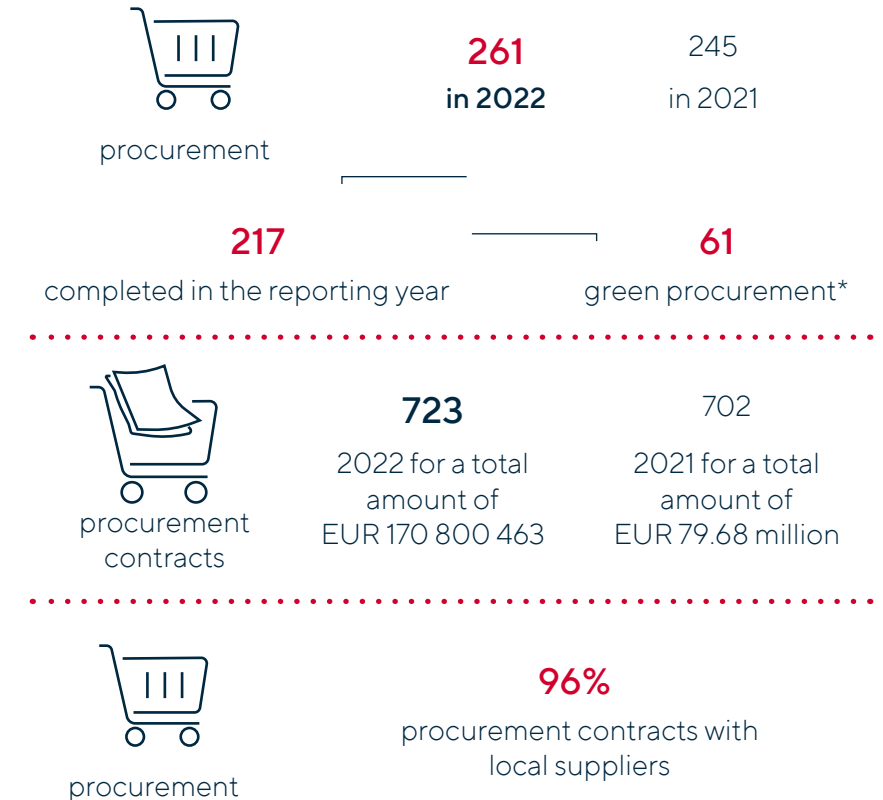 261
in 2022
245
in 2021
procurement
217
completed in the reporting year
61
green procurement*
723
2022 for a total
amount of
EUR 170 800 463
702
2021 for a total
amount of
EUR 79.68 million
procurement
contracts
96%
procurement contracts with
local suppliers
procurement